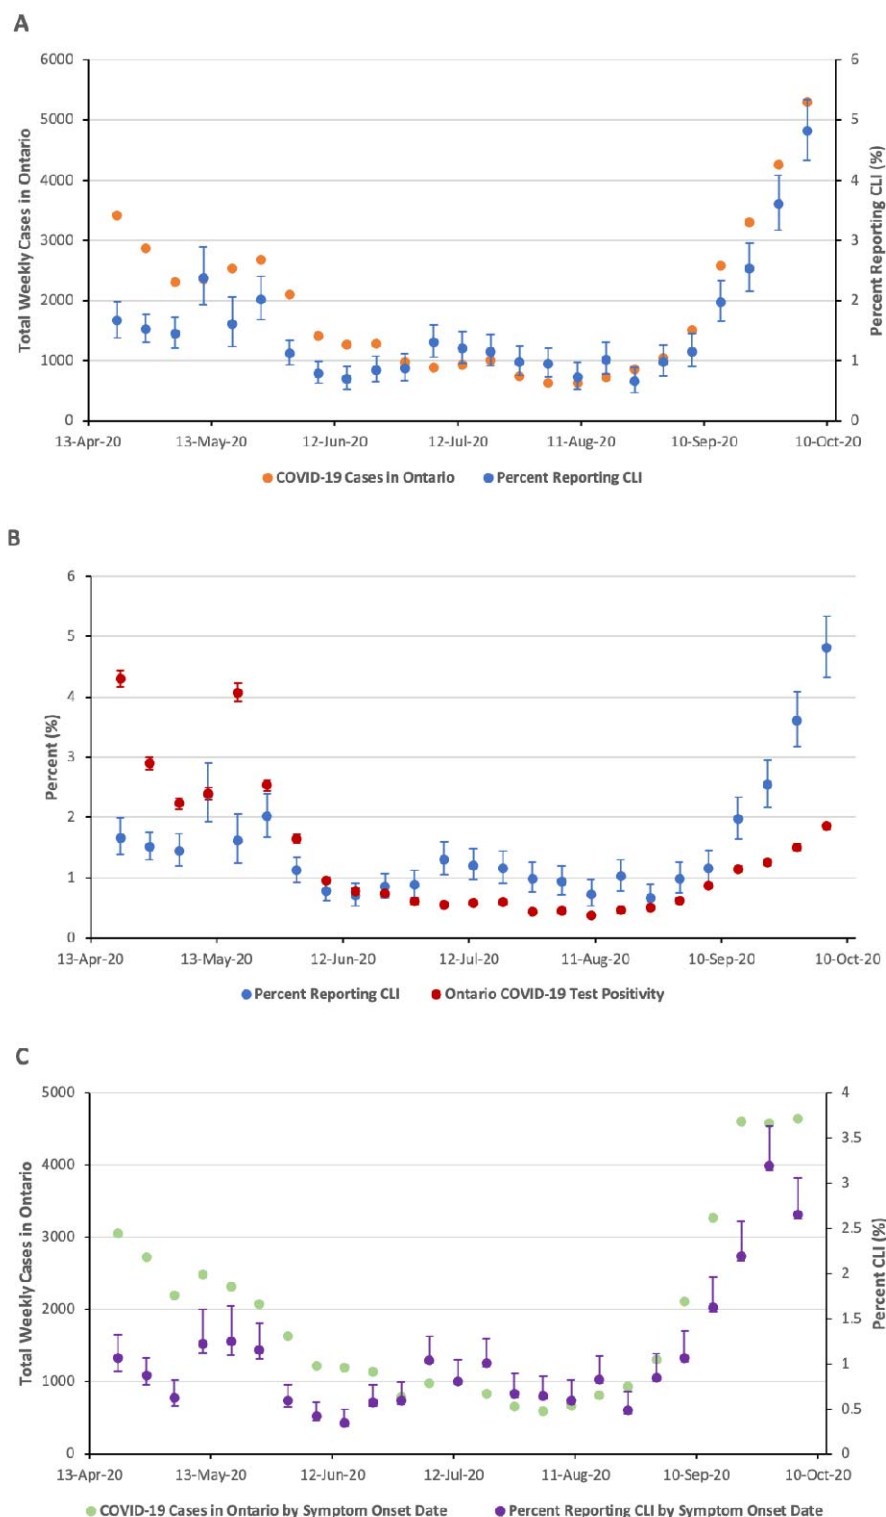 A
Total Weekly Cases in Ontario
6000
5000
4000
3000
2000
1000
0
6
5
4
3
2
1
0
Percent Reporting CLI (%)
13-Apr-20 13-May-20 12-Jun-20 12-Jul-20 11-Aug-20 10-Sep-20 10-Oct-20
COVID-19 Cases in Ontario Percent Reporting CLI
B
Percent (%)
6
5
4
3
2
1
0
13-Apr-20 13-May-20 12-Jun-20 12-Jul-20 11-Aug-20 10-Sep-20 10-Oct-20
Percent Reporting CLI Ontario COVID-19 Test Positivity
C
Total Weekly Cases in Ontario
5000
4000
3000
2000
1000
0
4
3.5
3
2.5
2
1.5
1
0.5
0
Percent CLI (%)
13-Apr-20 13-May-20 12-Jun-20 12-Jul-20 11-Aug-20 10-Sep-20 10-Oct-20
COVID-19 Cases in Ontario by Symptom Onset Date Percent Reporting CLI by Symptom Onset Date